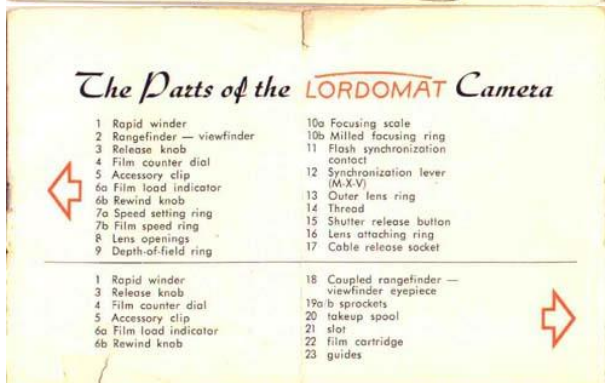 The Parts of the LORDOMAT Camera
1 Rapid winder
2 Rangefinder — viewfinder
3 Release knob
4 Film counter dial
5 Accessory clip
6a Film load indicator
6b Rewind knob
7a Speed setting ring
7b Film speed ring
8 Lens openings
9 Depth-of-field ring
10a Focusing scale
10b Milled focusing ring
11 Flash synchronization
contact
12 Synchronization lever
(M-X-V)
13 Outer lens ring
14 Thread
15 Shutter release button
16 Lens attaching ring
17 Cable release socket
1 Rapid winder
3 Release knob
4 Film counter dial
5 Accessory clip
6a Film load indicator
6b Rewind knob
18 Coupled rangefinder —
viewfinder eyepiece
19a/b sprockets
20 takeup spool
21 slot
22 film cartridge
23 guides